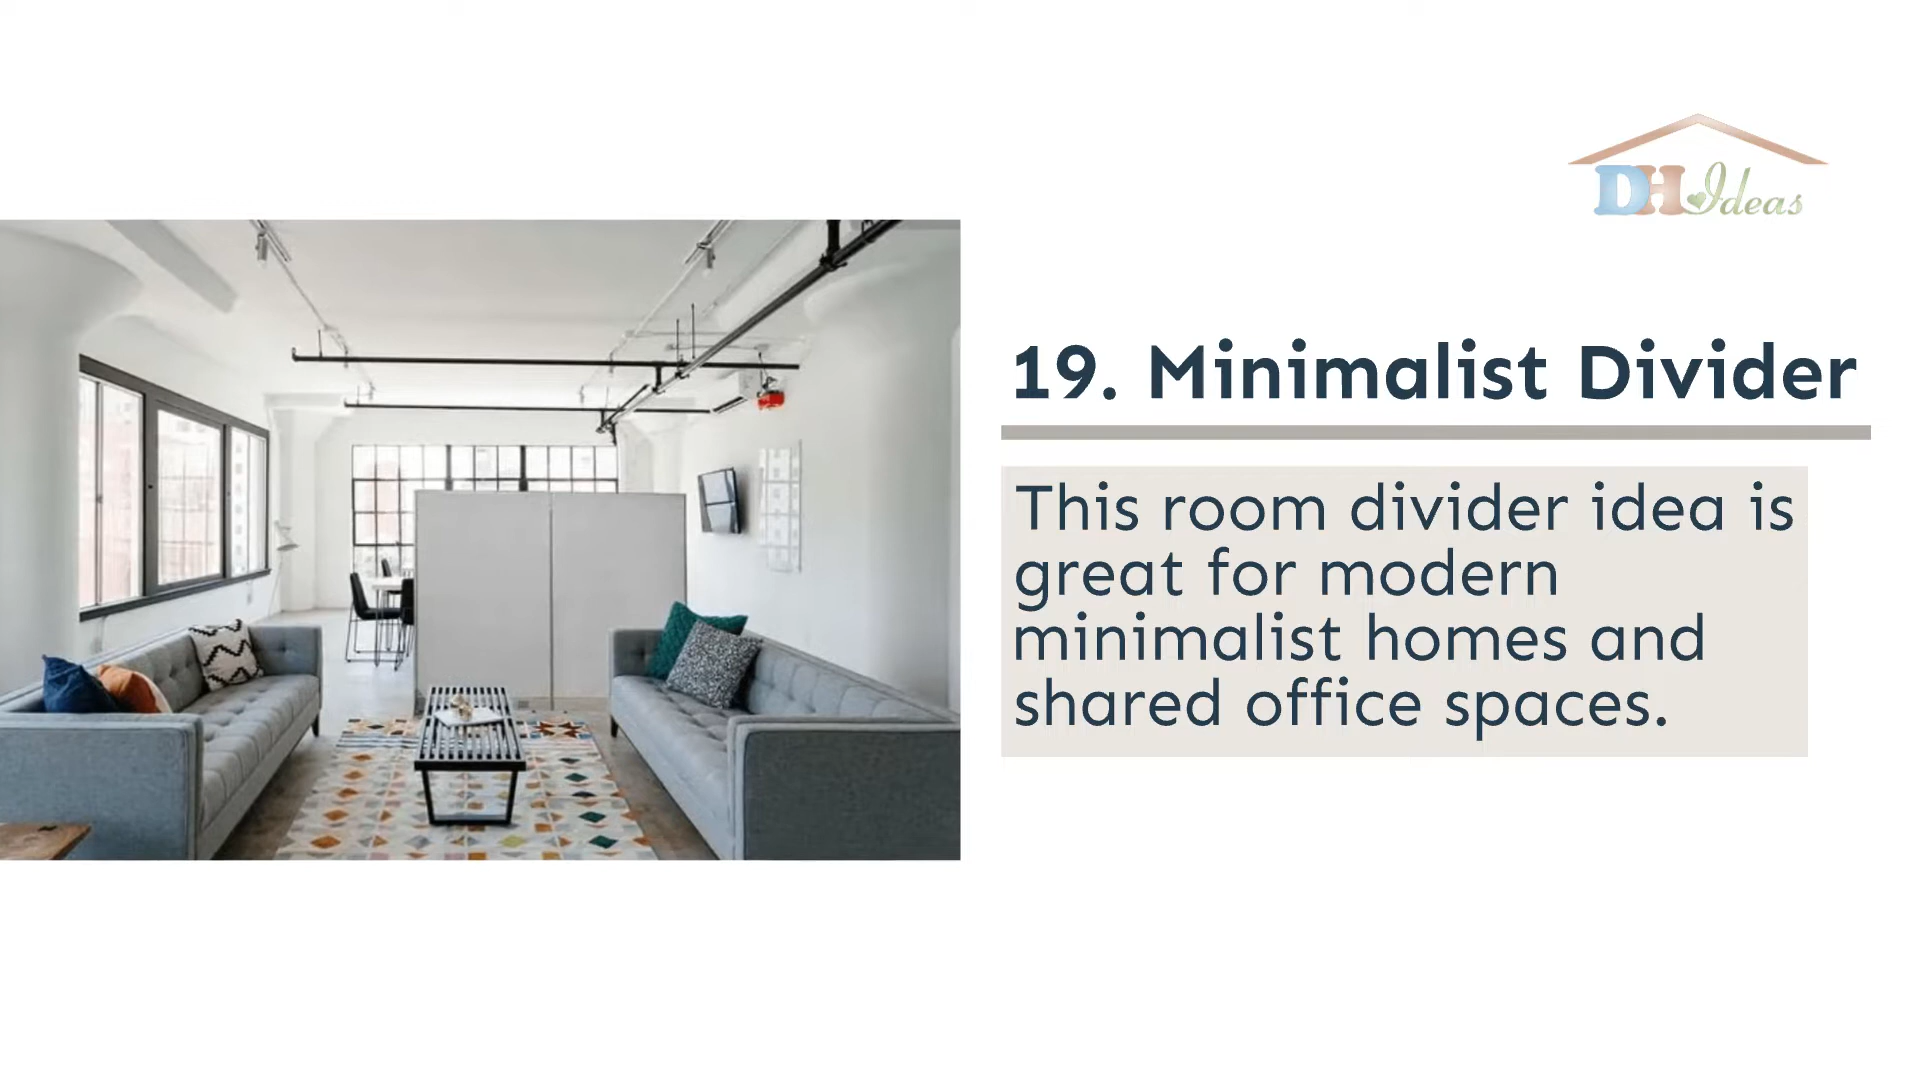 DH Ideas
19. Minimalist Divider
This room divider idea is
great for modern
minimalist homes and
shared office spaces.